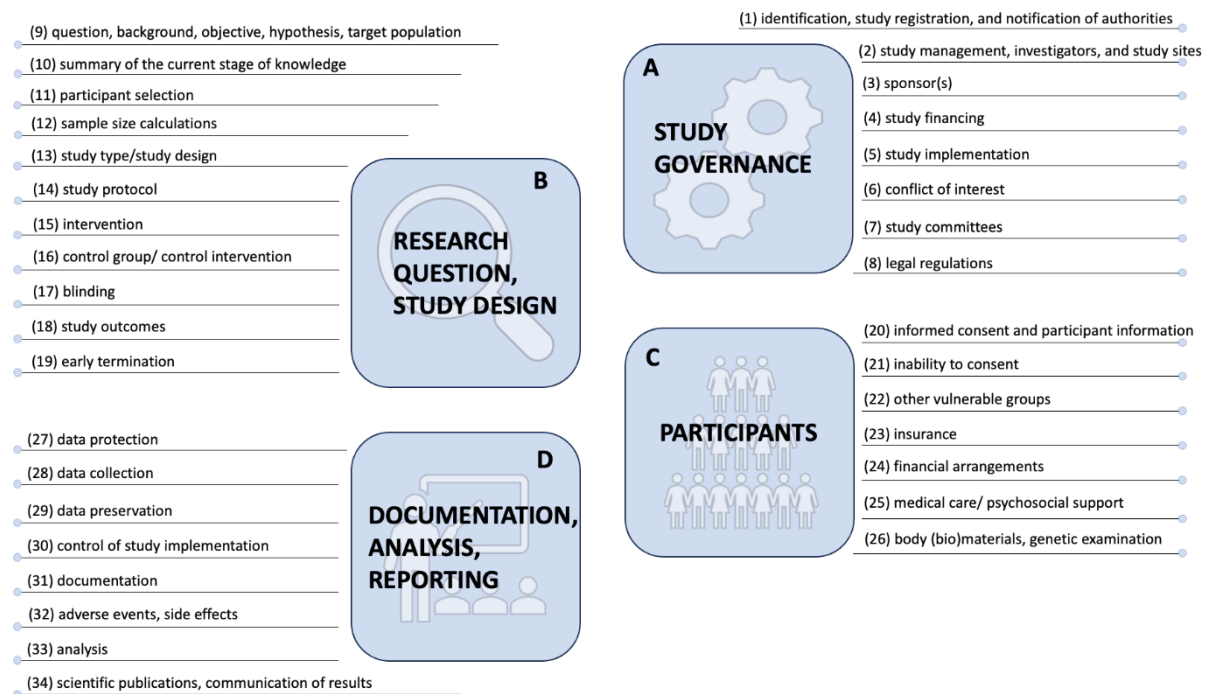 A
STUDY
GOVERNANCE
(1) identification, study registration, and notification of authorities
(2) study management, investigators, and study sites
(3) sponsor(s)
(4) study financing
(5) study implementation
(6) conflict of interest
(7) study committees
(8) legal regulations
B
RESEARCH
QUESTION,
STUDY DESIGN
(9) question, background, objective, hypothesis, target population
(10) summary of the current stage of knowledge
(11) participant selection
(12) sample size calculations
(13) study type/study design
(14) study protocol
(15) intervention
(16) control group/ control intervention
(17) blinding
(18) study outcomes
(19) early termination
C
PARTICIPANTS
(20) informed consent and participant information
(21) inability to consent
(22) other vulnerable groups
(23) insurance
(24) financial arrangements
(25) medical care/ psychosocial support
(26) body (bio)materials, genetic examination
D
DOCUMENTATION,
ANALYSIS,
REPORTING
(27) data protection
(28) data collection
(29) data preservation
(30) control of study implementation
(31) documentation
(32) adverse events, side effects
(33) analysis
(34) scientific publications, communication of results